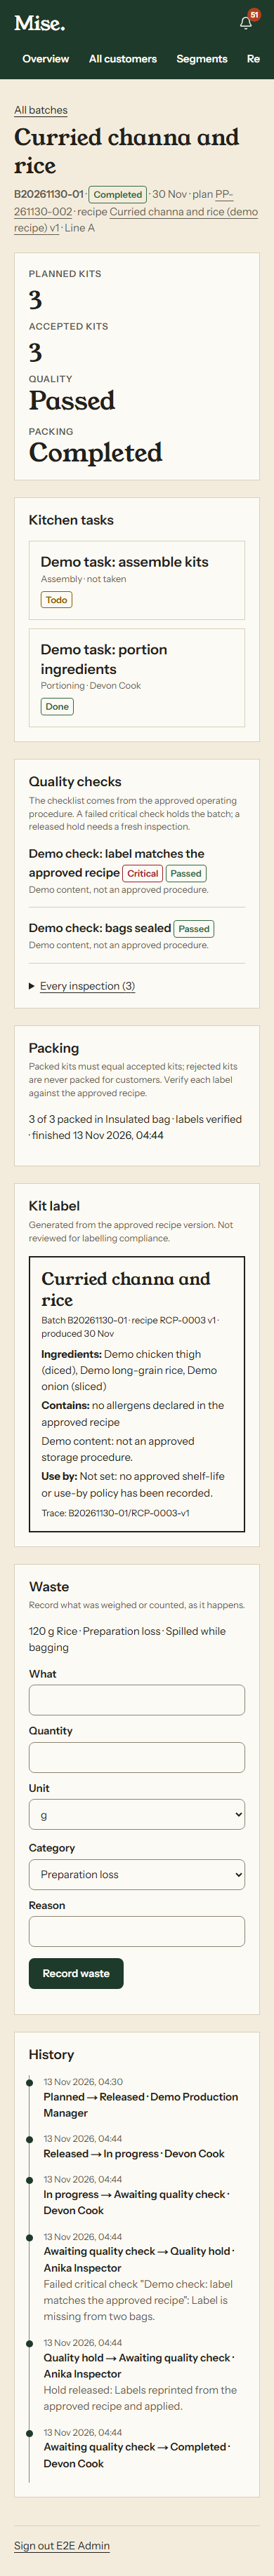 Mise.
51
Overview All customers Segments Re
All batches
Curried channa and
rice
B20261130-01 · Completed · 30 Nov · plan PP-
261130-002 · recipe Curried channa and rice (demo
recipe) v1 · Line A
PLANNED KITS
3
ACCEPTED KITS
3
QUALITY
Passed
PACKING
Completed
Kitchen tasks
Demo task: assemble kits
Assembly · not taken
Todo
Demo task: portion
ingredients
Portioning · Devon Cook
Done
Quality checks
The checklist comes from the approved operating
procedure. A failed critical check holds the batch; a
released hold needs a fresh inspection.
Demo check: label matches the
approved recipe Critical Passed
Demo content, not an approved procedure.
Demo check: bags sealed Passed
Demo content, not an approved procedure.
Every inspection (3)
Packing
Packed kits must equal accepted kits; rejected kits
are never packed for customers. Verify each label
against the approved recipe.
3 of 3 packed in Insulated bag · labels verified
· finished 13 Nov 2026, 04:44
Kit label
Generated from the approved recipe version. Not
reviewed for labelling compliance.
Curried channa and
rice
Batch B20261130-01 · recipe RCP-0003 v1 ·
produced 30 Nov
Ingredients: Demo chicken thigh
(diced), Demo long-grain rice, Demo
onion (sliced)
Contains: no allergens declared in the
approved recipe
Demo content: not an approved
storage procedure.
Use by: Not set: no approved shelf-life
or use-by policy has been recorded.
Trace: B20261130-01/RCP-0003-v1
Waste
Record what was weighed or counted, as it happens.
120 g Rice · Preparation loss · Spilled while
bagging
What
Quantity
Unit
g
Category
Preparation loss
Reason
Record waste
History
13 Nov 2026, 04:30
Planned → Released · Demo Production
Manager
13 Nov 2026, 04:44
Released → In progress · Devon Cook
13 Nov 2026, 04:44
In progress → Awaiting quality check ·
Devon Cook
13 Nov 2026, 04:44
Awaiting quality check → Quality hold ·
Anika Inspector
Failed critical check "Demo check: label
matches the approved recipe": Label is
missing from two bags.
13 Nov 2026, 04:44
Quality hold → Awaiting quality check ·
Anika Inspector
Hold released: Labels reprinted from the
approved recipe and applied.
13 Nov 2026, 04:44
Awaiting quality check → Completed ·
Devon Cook
Sign out E2E Admin